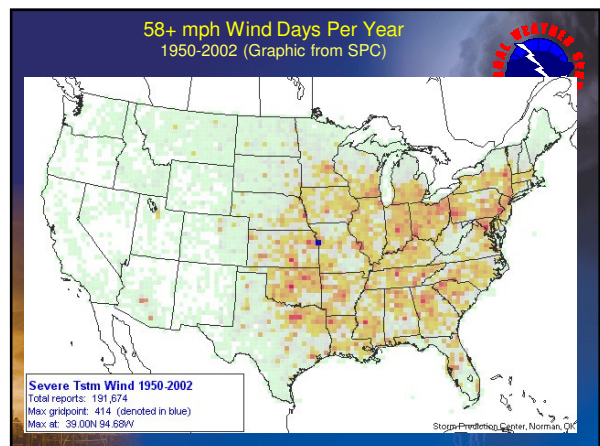 58+ mph Wind Days Per Year
1950-2002 (Graphic from SPC)
Severe Tstm Wind 1950-2002
Total reports: 191,674
Max gridpoint: 414 (denoted in blue)
Max at: 39.00N 94.68W
Storm Prediction Center, Norman, OK